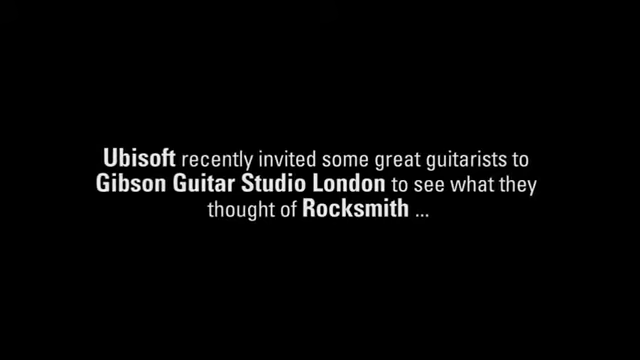 Ubisoft recently invited some great guitarists to
Gibson Guitar Studio London to see what they
thought of Rocksmith ...